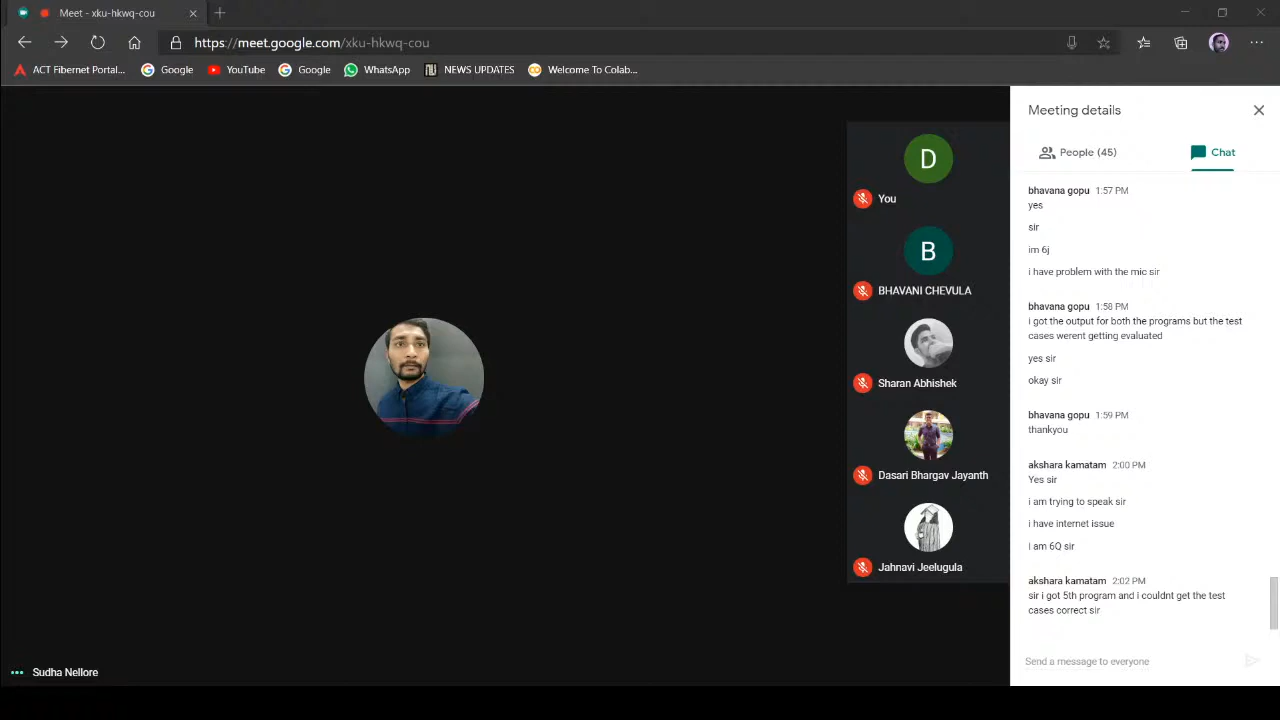 Meet - xku-hkwq-cou
https://meet.google.com/xku-hkwq-cou
ACT Fibernet Portal...
Google
YouTube
Google
WhatsApp
NEWS UPDATES
Welcome To Colab...
D
You
B
BHAVANI CHEVULA
Sharan Abhishek
Dasari Bhargav Jayanth
Jahnavi Jeelugula
Sudha Nellore
Meeting details
People (45)
Chat
bhavana gopu 1:57 PM
yes
sir
im 6j
i have problem with the mic sir
bhavana gopu 1:58 PM
i got the output for both the programs but the test
cases werent getting evaluated
yes sir
okay sir
bhavana gopu 1:59 PM
thankyou
akshara kamatam 2:00 PM
Yes sir
i am trying to speak sir
i have internet issue
i am 6Q sir
akshara kamatam 2:02 PM
sir i got 5th program and i couldnt get the test
cases correct sir
Send a message to everyone